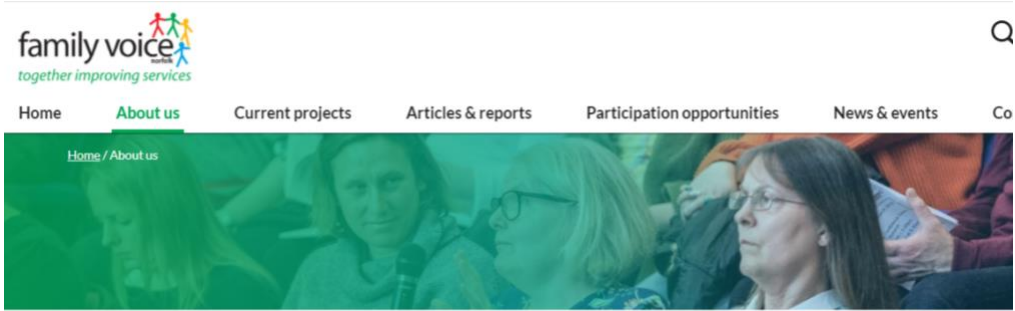 family voice
norfolk
together improving services
Home About us Current projects Articles & reports Participation opportunities News & events Co
Home / About us